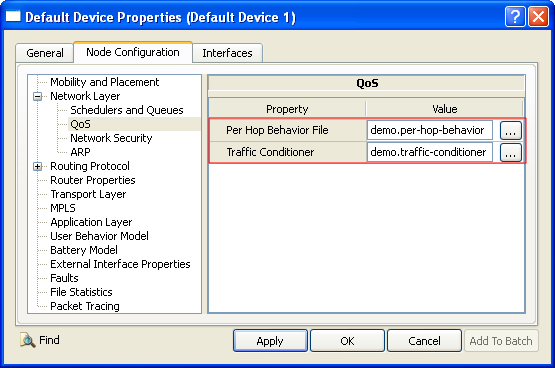 Default Device Properties (Default Device 1)
General Node Configuration Interfaces
Mobility and Placement
Network Layer
Schedulers and Queues
QoS
Network Security
ARP
Routing Protocol
Router Properties
Transport Layer
MPLS
Application Layer
User Behavior Model
Battery Model
External Interface Properties
Faults
File Statistics
Packet Tracing
QoS
Property Value
Per Hop Behavior File demo.per-hop-behavior ...
Traffic Conditioner demo.traffic-conditioner ...
Find Apply OK Cancel Add To Batch